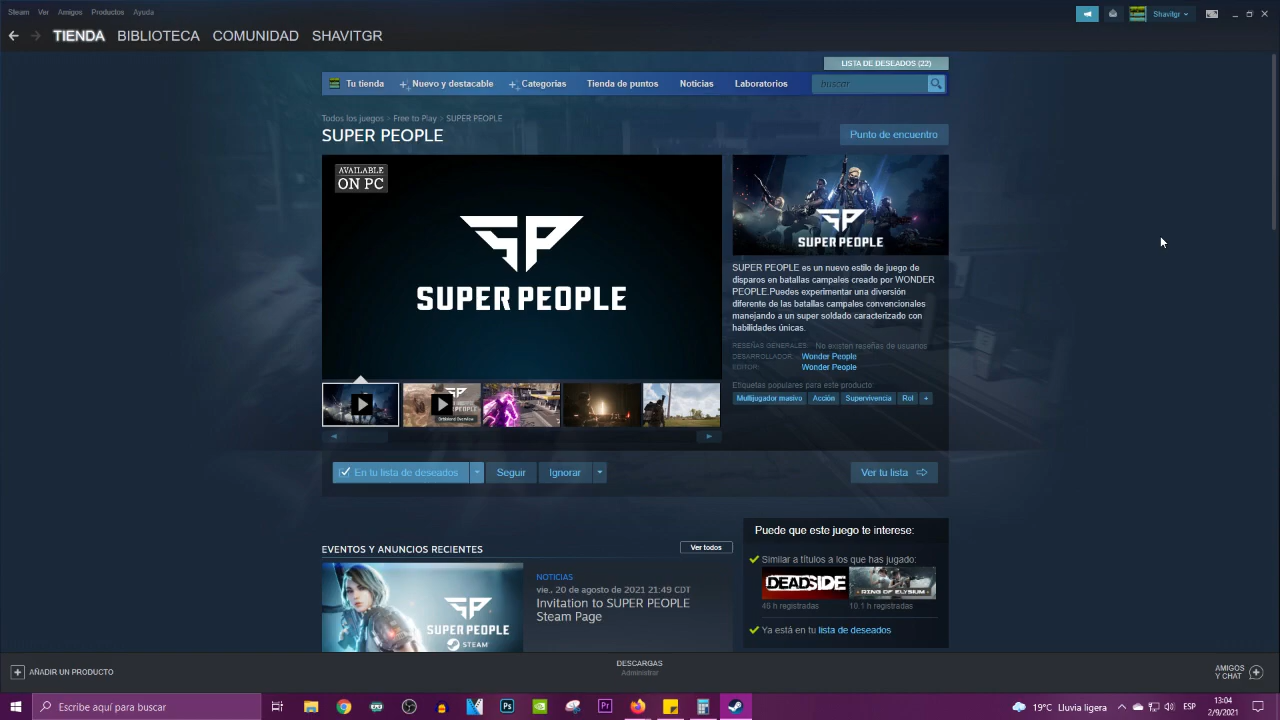 Steam Ver Amigos Productos Ayuda
Shavitgr
TIENDA BIBLIOTECA COMUNIDAD SHAVITGR
LISTA DE DESEADOS (22)
Tu tienda Nuevo y destacable Categorías Tienda de puntos Noticias Laboratorios buscar
Todos los juegos > Free to Play > SUPER PEOPLE
SUPER PEOPLE
Punto de encuentro
AVAILABLE
ON PC
SP
SUPER PEOPLE
SUPER PEOPLE
SUPER PEOPLE es un nuevo estilo de juego de
disparos en batallas campales creado por WONDER
PEOPLE.Puedes experimentar una diversión
diferente de las batallas campales convencionales
manejando a un super soldado caracterizado con
habilidades únicas.
RESEÑAS GENERALES: No existen reseñas de usuarios
DESARROLLADOR: Wonder People
EDITOR: Wonder People
Etiquetas populares para este producto:
Multijugador masivo Acción Supervivencia Rol +
En tu lista de deseados Seguir Ignorar Ver tu lista
EVENTOS Y ANUNCIOS RECIENTES Ver todos
SUPER PEOPLE
STEAM
NOTICIAS
vie., 20 de agosto de 2021 21:49 CDT
Invitation to SUPER PEOPLE
Steam Page
Puede que este juego te interese:
Similar a títulos a los que has jugado:
DEADSIDE RING OF ELYSIUM
46 h registradas 10.1 h registradas
Ya está en tu lista de deseados
AÑADIR UN PRODUCTO
DESCARGAS
Administrar
AMIGOS
Y CHAT
Escribe aquí para buscar
Ps Pr
19°C Lluvia ligera ESP
13:04
2/9/2021